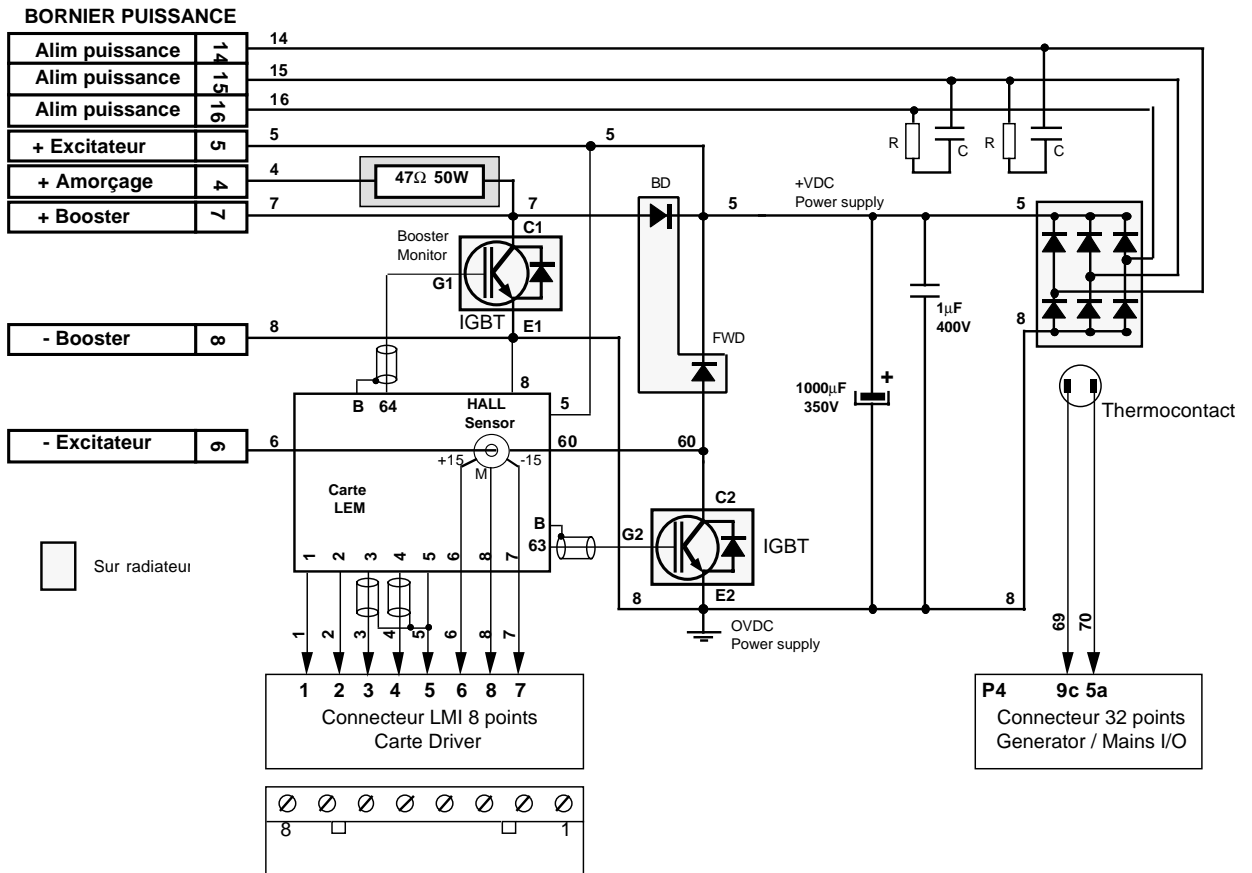 BORNIER PUISSANCE
Alim puissance 14 14
Alim puissance 15 15
Alim puissance 16 16
+ Excitateur 5 5 5
+ Amorçage 4 4 47Ω 50W
+ Booster 7 7 7
R C R C
BD
+VDC
Power supply
5 5
C1
Booster
Monitor
G1
IGBT
E1
- Booster 8 8
8
FWD
1µF
400V
8
1000µF
350V
+
Thermocontact
B 64
HALL
Sensor
5
- Excitateur 6 6
60 60
+15 M -15
Carte
LEM
C2
B
63
G2
IGBT
E2
1 2 3 4 5 6 8 7
Sur radiateur
8 8
OVDC
Power supply
69 70
1 2 3 4 5 6 8 7
1 2 3 4 5 6 8 7
Connecteur LMI 8 points
Carte Driver
P4 9c 5a
Connecteur 32 points
Generator / Mains I/O
8 1